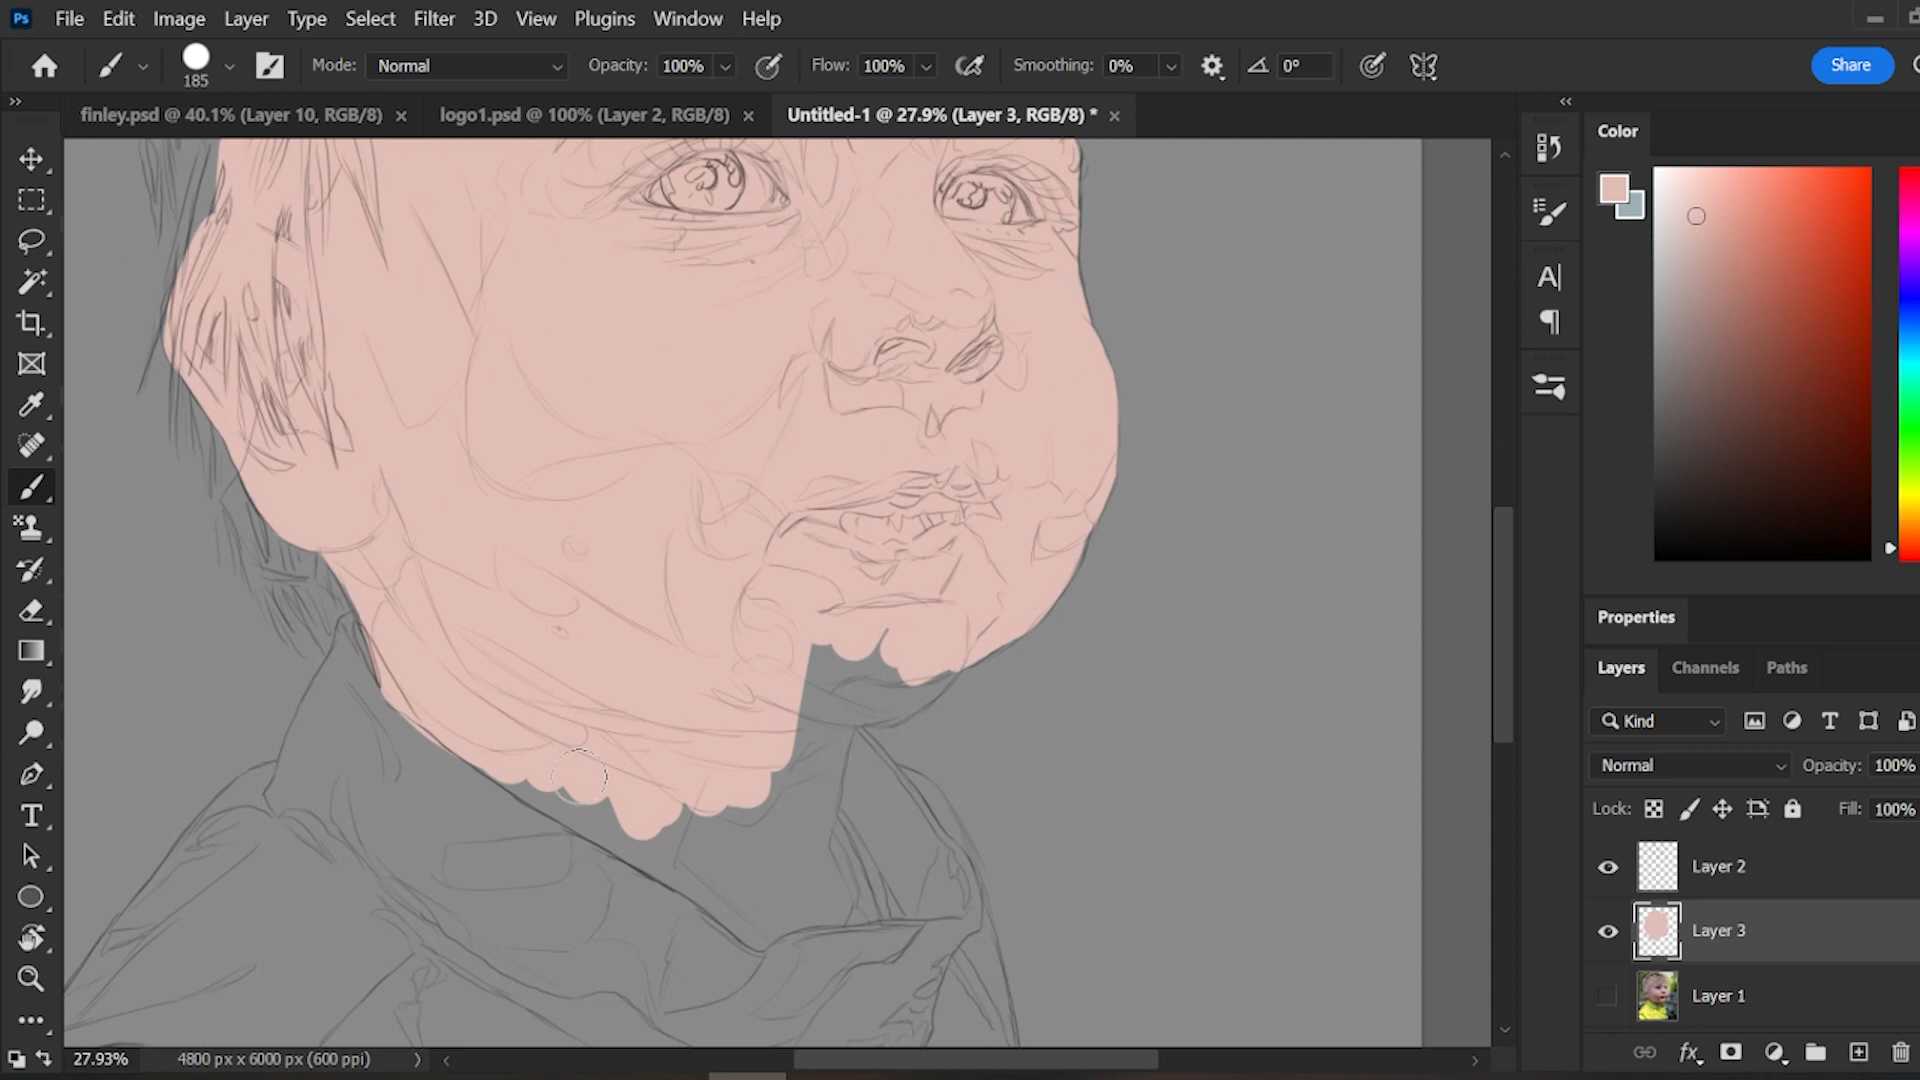 Ps File Edit Image Layer Type Select Filter 3D View Plugins Window Help
185 Mode: Normal Opacity: 100% Flow: 100% Smoothing: 0% 0° Share
finley.psd @ 40.1% (Layer 10, RGB/8) × logo1.psd @ 100% (Layer 2, RGB/8) × Untitled-1 @ 27.9% (Layer 3, RGB/8) * ×
Color
Properties
Layers Channels Paths
Kind
Normal Opacity: 100%
Lock: Fill: 100%
Layer 2
Layer 3
Layer 1
27.93% 4800 px x 6000 px (600 ppi)